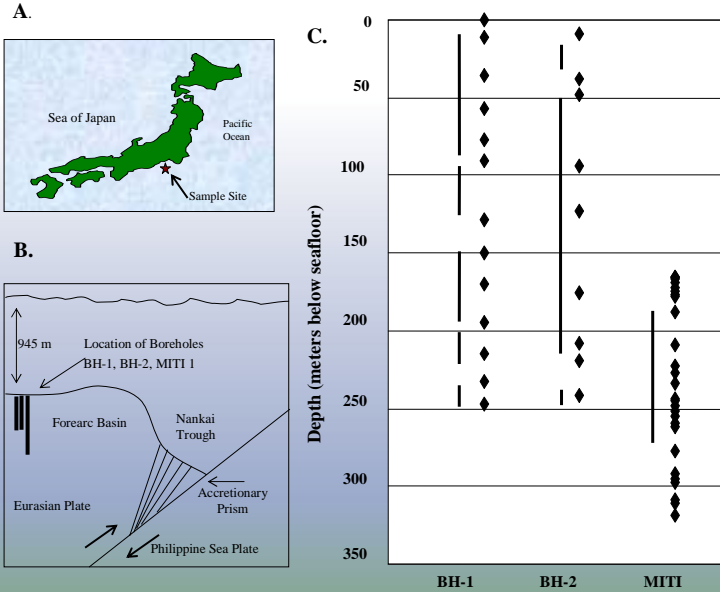 A.
Sea of Japan
Pacific
Ocean
Sample Site
B.
945 m
Location of Boreholes
BH-1, BH-2, MITI 1
Forearc Basin
Nankai
Trough
Eurasian Plate
Accretionary
Prism
Philippine Sea Plate
C.
Depth (meters below seafloor)
0
50
100
150
200
250
300
350
BH-1
BH-2
MITI